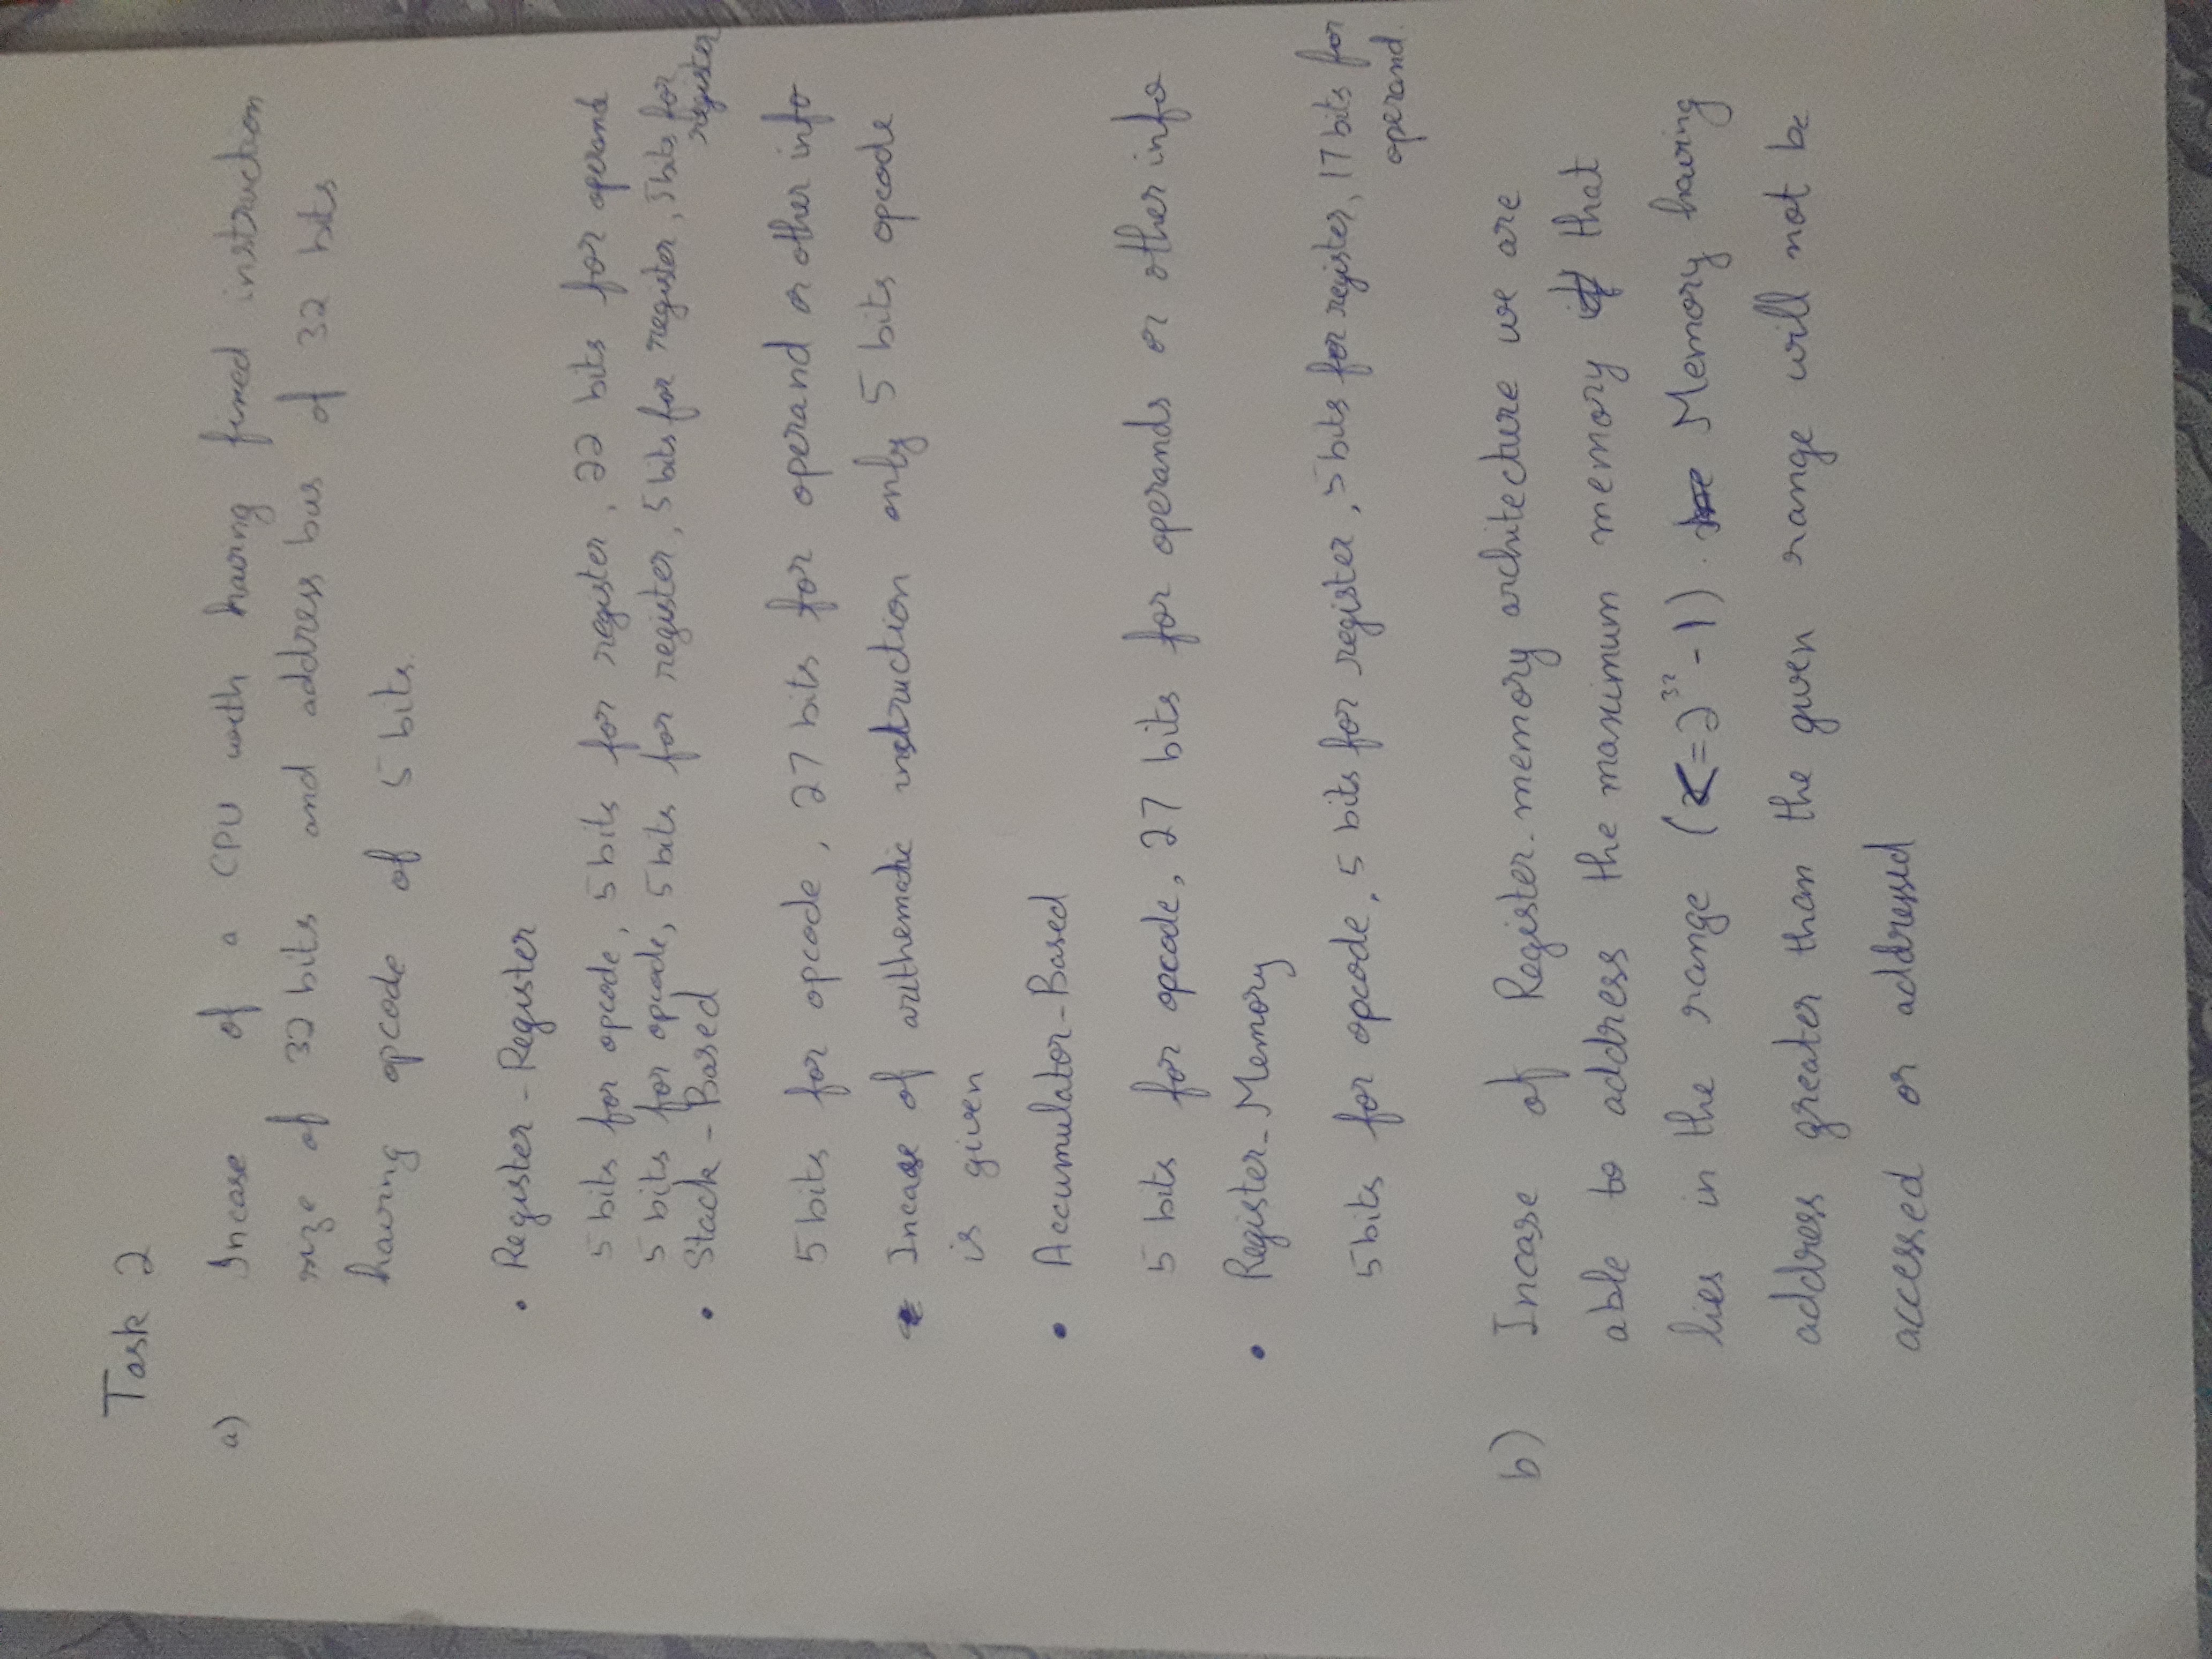 Task 2
a) Incase of a CPU with having fixed instruction
size of 32 bits and address bus of 32 bits
having opcode of 5 bits.
• Register - Register
5 bits for opcode, 5 bits for register, 22 bits for operand
5 bits for opcode, 5 bits for register, 5 bits for register, 5 bits for
register
• Stack - Based
5 bits for opcode, 27 bits for operand or other info
Incase of arithematic instruction only 5 bits opcode
is given
• Accumulator - Based
5 bits for opcode, 27 bits for operands or other info
• Register - Memory
5 bits for opcode, 5 bits for register, 5 bits for register, 17 bits for
operand.
b) Incase of Register-memory architecture we are
able to address the maximum memory that
lies in the range (<=2³²-1). Memory having
address greater than the given range will not be
accessed or addressed